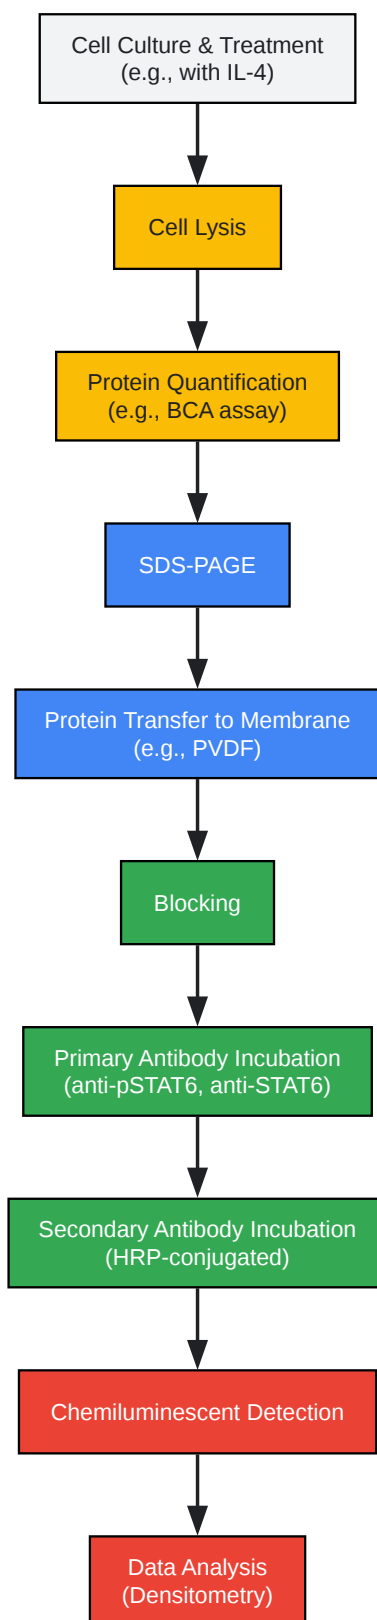 Cell Culture & Treatment
(e.g., with IL-4)
Cell Lysis
Protein Quantification
(e.g., BCA assay)
SDS-PAGE
Protein Transfer to Membrane
(e.g., PVDF)
Blocking
Primary Antibody Incubation
(anti-pSTAT6, anti-STAT6)
Secondary Antibody Incubation
(HRP-conjugated)
Chemiluminescent Detection
Data Analysis
(Densitometry)